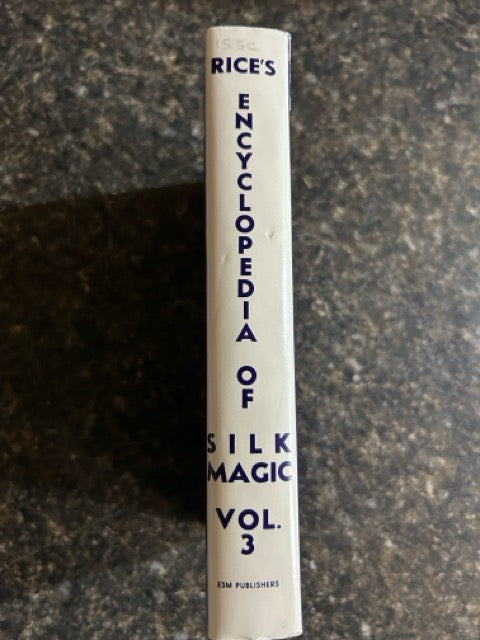 RICE'S
ENCYCLOPEDIA
OF
SILK
MAGIC
VOL.
3
ESM PUBLISHERS